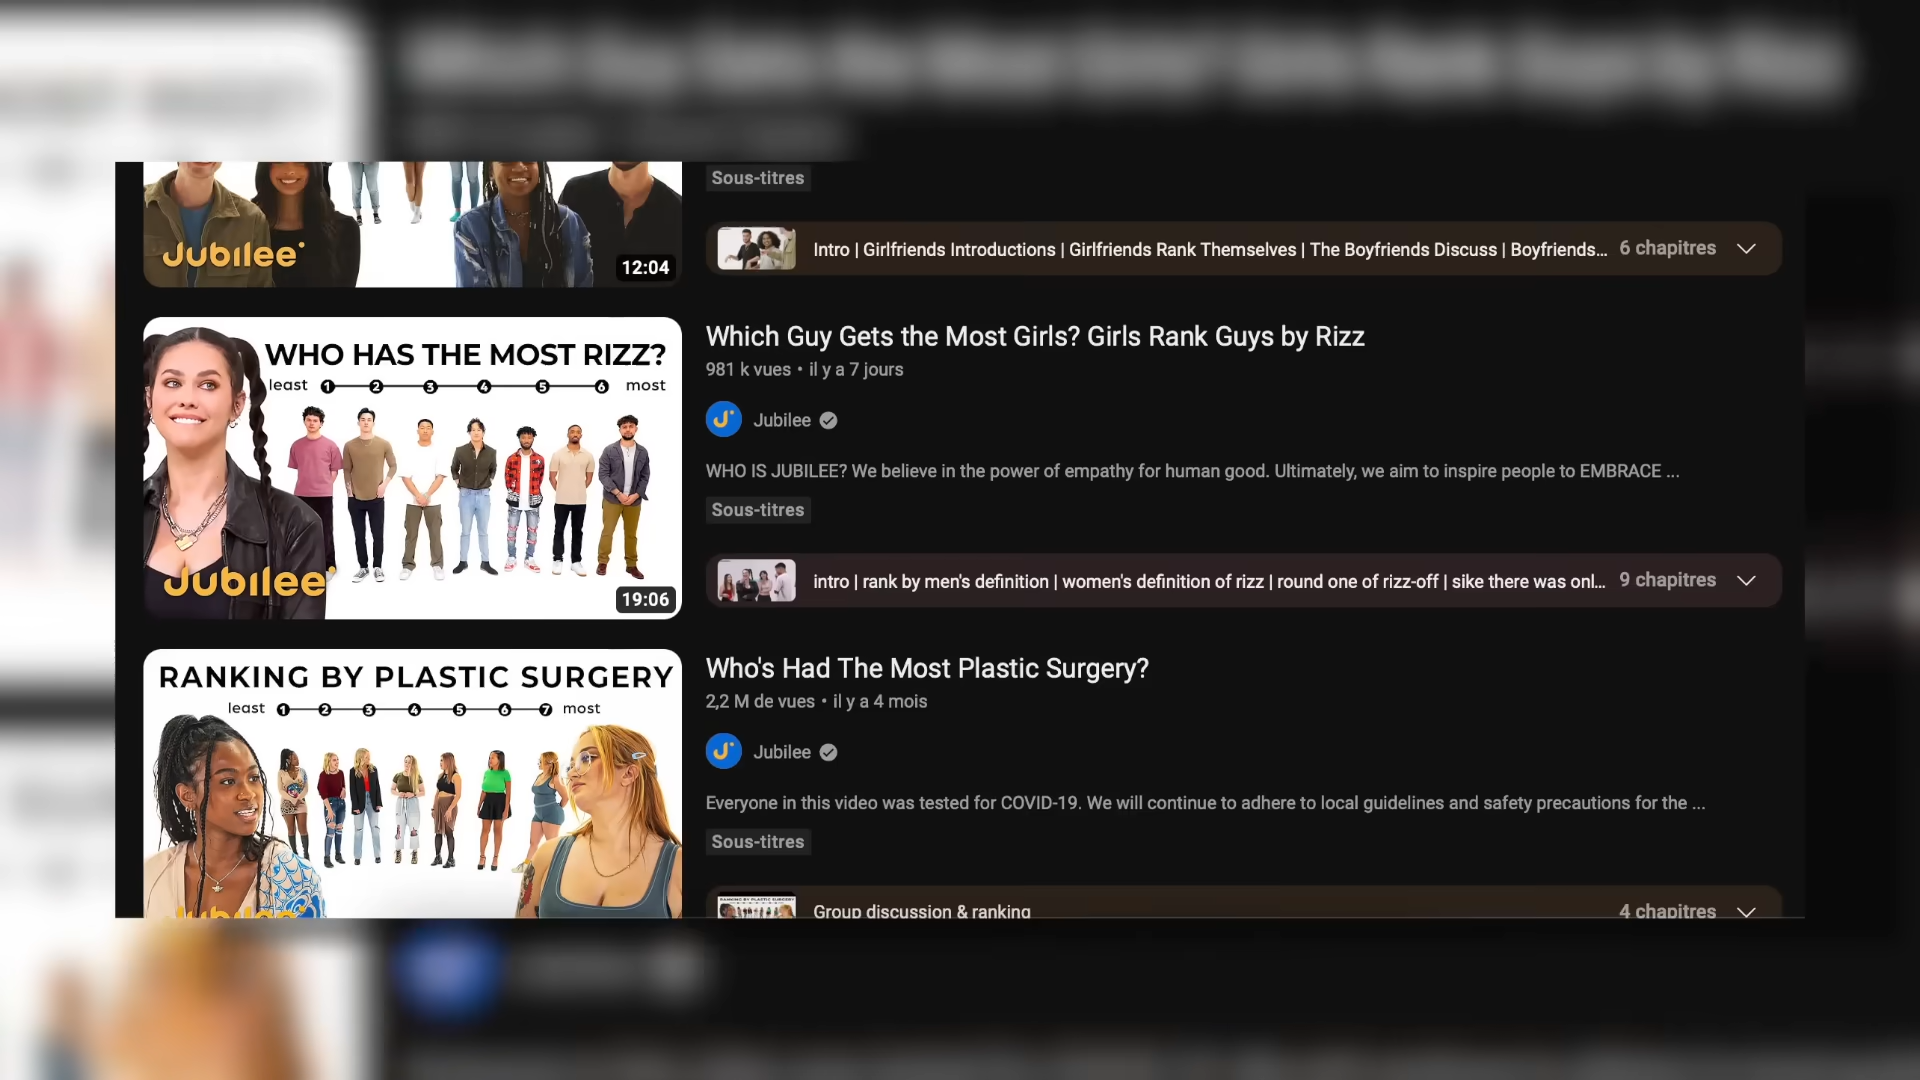 Jubilee
12:04
Sous-titres
Intro | Girlfriends Introductions | Girlfriends Rank Themselves | The Boyfriends Discuss | Boyfriends...
6 chapitres
WHO HAS THE MOST RIZZ?
least 1 2 3 4 5 6 most
Jubilee
19:06
Which Guy Gets the Most Girls? Girls Rank Guys by Rizz
981 k vues • il y a 7 jours
Jubilee
WHO IS JUBILEE? We believe in the power of empathy for human good. Ultimately, we aim to inspire people to EMBRACE ...
Sous-titres
intro | rank by men's definition | women's definition of rizz | round one of rizz-off | sike there was onl...
9 chapitres
RANKING BY PLASTIC SURGERY
least 1 2 3 4 5 6 7 most
Jubilee
Who's Had The Most Plastic Surgery?
2,2 M de vues • il y a 4 mois
Jubilee
Everyone in this video was tested for COVID-19. We will continue to adhere to local guidelines and safety precautions for the ...
Sous-titres
RANKING BY PLASTIC SURGERY
Group discussion & ranking
4 chapitres